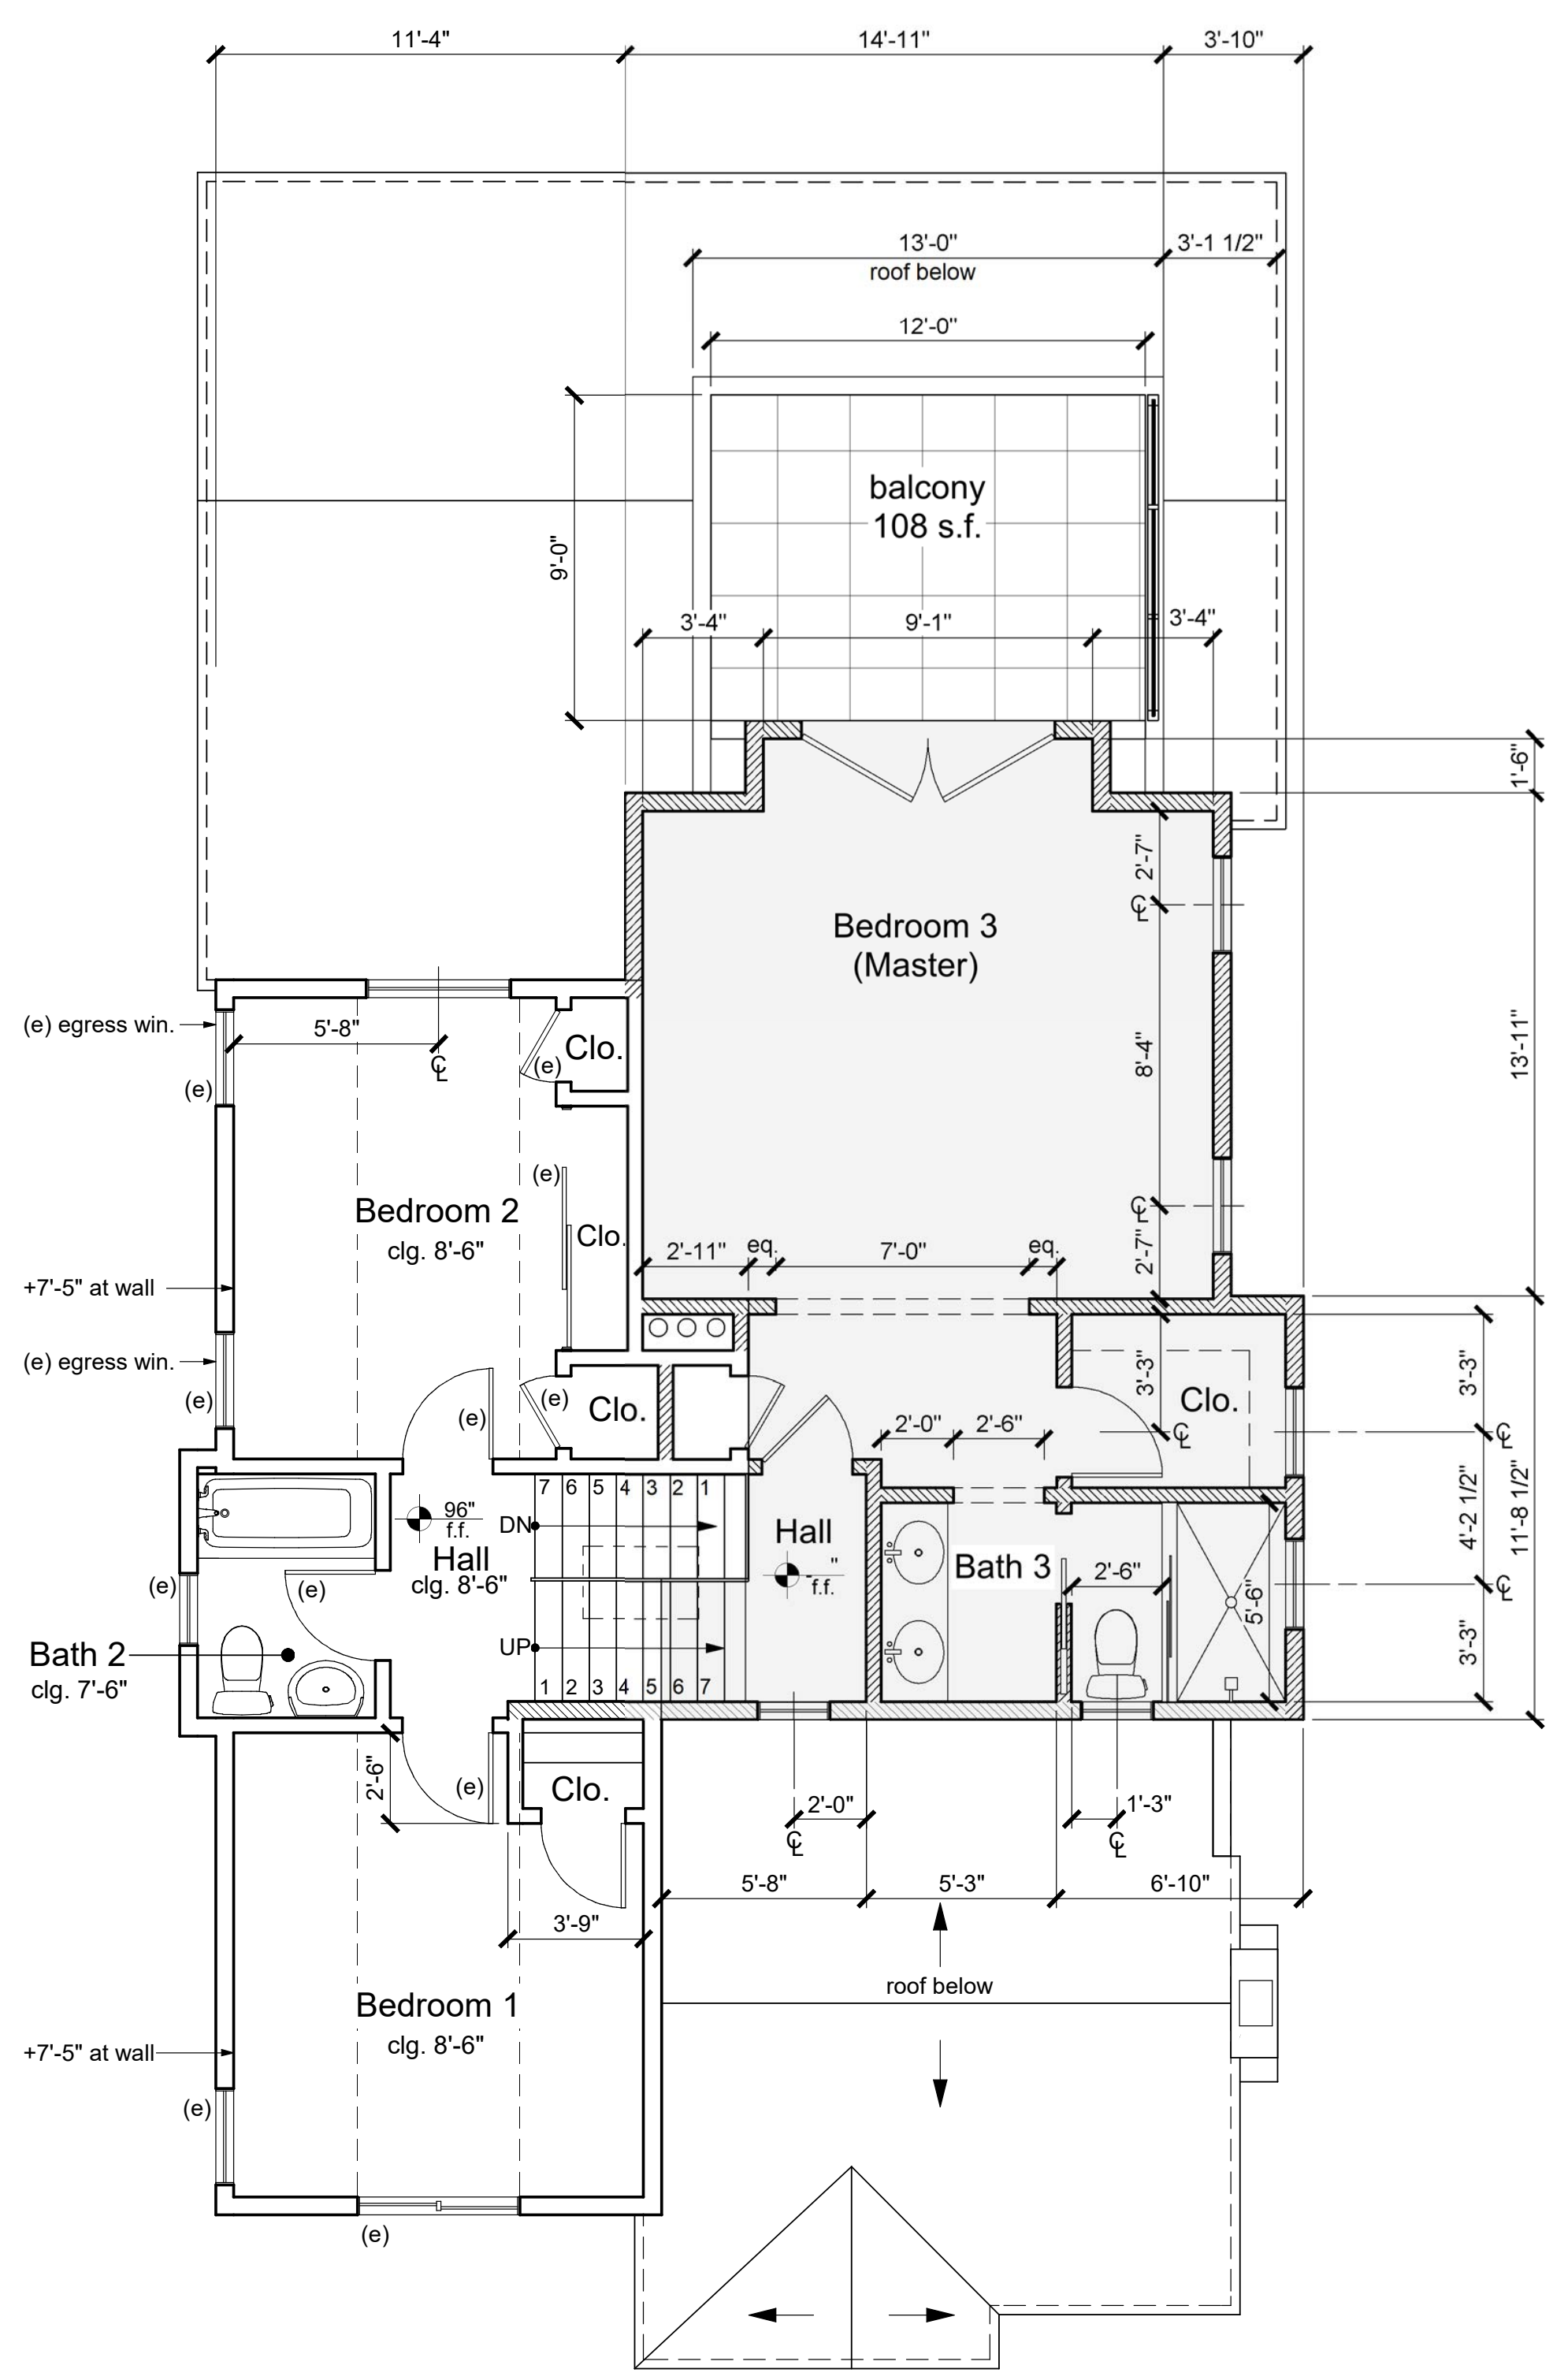 11'-4"
14'-11"
3'-10"
13'-0"
roof below
3'-1 1/2"
12'-0"
balcony
108 s.f.
9'-0"
3'-4"
9'-1"
3'-4"
1'-6"
2'-7"
℄
Bedroom 3
(Master)
(e) egress win.
5'-8"
℄
(e)
Clo.
(e)
8'-4"
13'-11"
(e)
Bedroom 2
clg. 8'-6"
Clo.
℄
2'-7"
+7'-5" at wall
2'-11"
eq.
7'-0"
eq.
(e) egress win.
(e)
(e)
(e)
Clo.
3'-3"
Clo.
3'-3"
2'-0"
2'-6"
℄
℄
7 6 5 4 3 2 1
96"
f.f.
DN
Hall
clg. 8'-6"
Hall
"
f.f.
Bath 3
2'-6"
5'-6"
4'-2 1/2"
11'-8 1/2"
℄
(e)
(e)
Bath 2
clg. 7'-6"
UP
1 2 3 4 5 6 7
3'-3"
2'-6"
(e)
Clo.
2'-0"
℄
1'-3"
℄
5'-8"
5'-3"
6'-10"
3'-9"
roof below
Bedroom 1
clg. 8'-6"
+7'-5" at wall
(e)
(e)